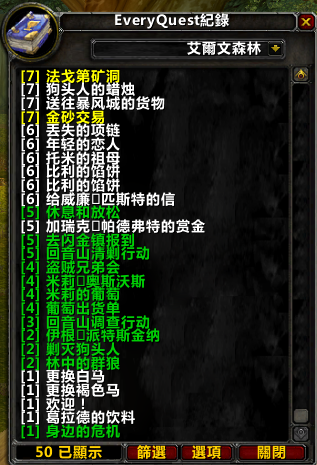 EveryQuest紀錄
艾爾文森林
[7] 法戈第矿洞
[7] 狗头人的蜡烛
[7] 送往暴风城的货物
[7] 金砂交易
[6] 丢失的项链
[6] 年轻的恋人
[6] 托米的祖母
[6] 比利的馅饼
[6] 比利的馅饼
[6] 给威廉▯匹斯特的信
[5] 休息和放松
[5] 加瑞克▯帕德弗特的赏金
[5] 去闪金镇报到
[5] 回音山清剿行动
[4] 盗贼兄弟会
[4] 米莉▯奥斯沃斯
[4] 米莉的葡萄
[4] 葡萄出货单
[3] 回音山调查行动
[2] 伊根▯派特斯金纳
[2] 剿灭狗头人
[2] 林中的群狼
[1] 更换白马
[1] 更换褐色马
[1] 欢迎！
[1] 葛拉德的饮料
[1] 身边的危机
50 已顯示
篩選
選項
關閉